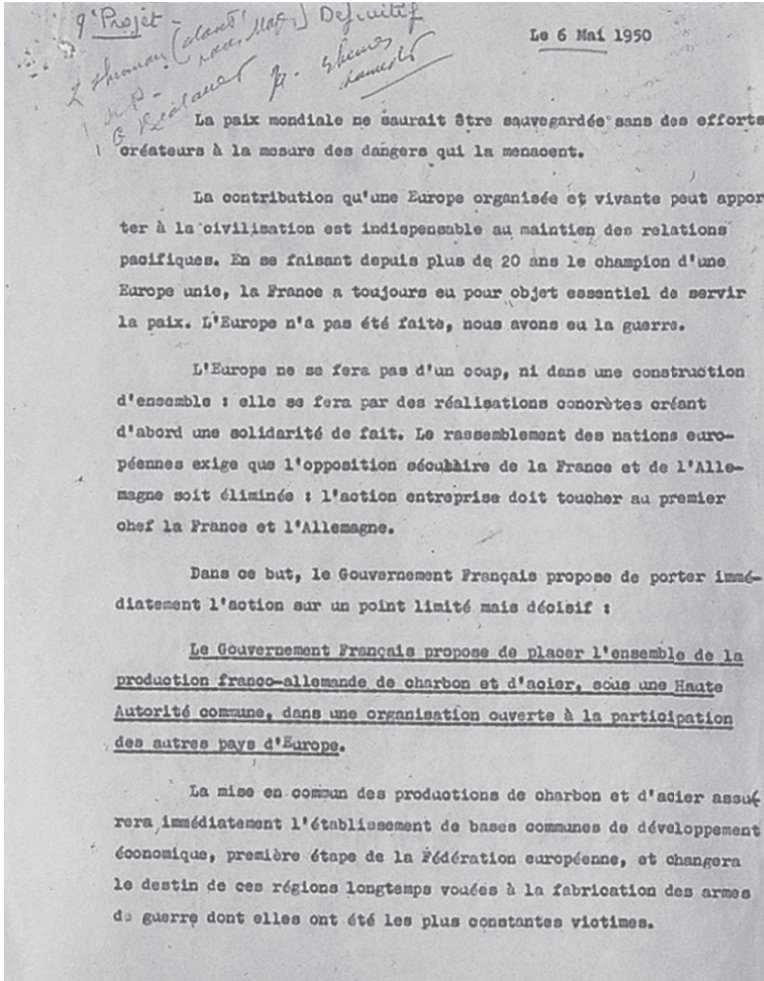 9e Projet - Définitif
Le 6 Mai 1950
La paix mondiale ne saurait être sauvegardée sans des efforts
créateurs à la mesure des dangers qui la menacent.
La contribution qu'une Europe organisée et vivante peut appor
ter à la civilisation est indispensable au maintien des relations
pacifiques. En se faisant depuis plus de 20 ans le champion d'une
Europe unie, la France a toujours eu pour objet essentiel de servir
la paix. L'Europe n'a pas été faite, nous avons eu la guerre.
L'Europe ne se fera pas d'un coup, ni dans une construction
d'ensemble : elle se fera par des réalisations concrètes créant
d'abord une solidarité de fait. Le rassemblement des nations euro-
péennes exige que l'opposition séculaire de la France et de l'Alle-
magne soit éliminée : l'action entreprise doit toucher au premier
chef la France et l'Allemagne.
Dans ce but, le Gouvernement Français propose de porter immé-
diatement l'action sur un point limité mais décisif :
Le Gouvernement Français propose de placer l'ensemble de la
production franco-allemande de charbon et d'acier, sous une Haute
Autorité commune, dans une organisation ouverte à la participation
des autres pays d'Europe.
La mise en commun des productions de charbon et d'acier assu-
rera immédiatement l'établissement de bases communes de développement
économique, première étape de la Fédération européenne, et changera
le destin de ces régions longtemps vouées à la fabrication des armes
de guerre dont elles ont été les plus constantes victimes.